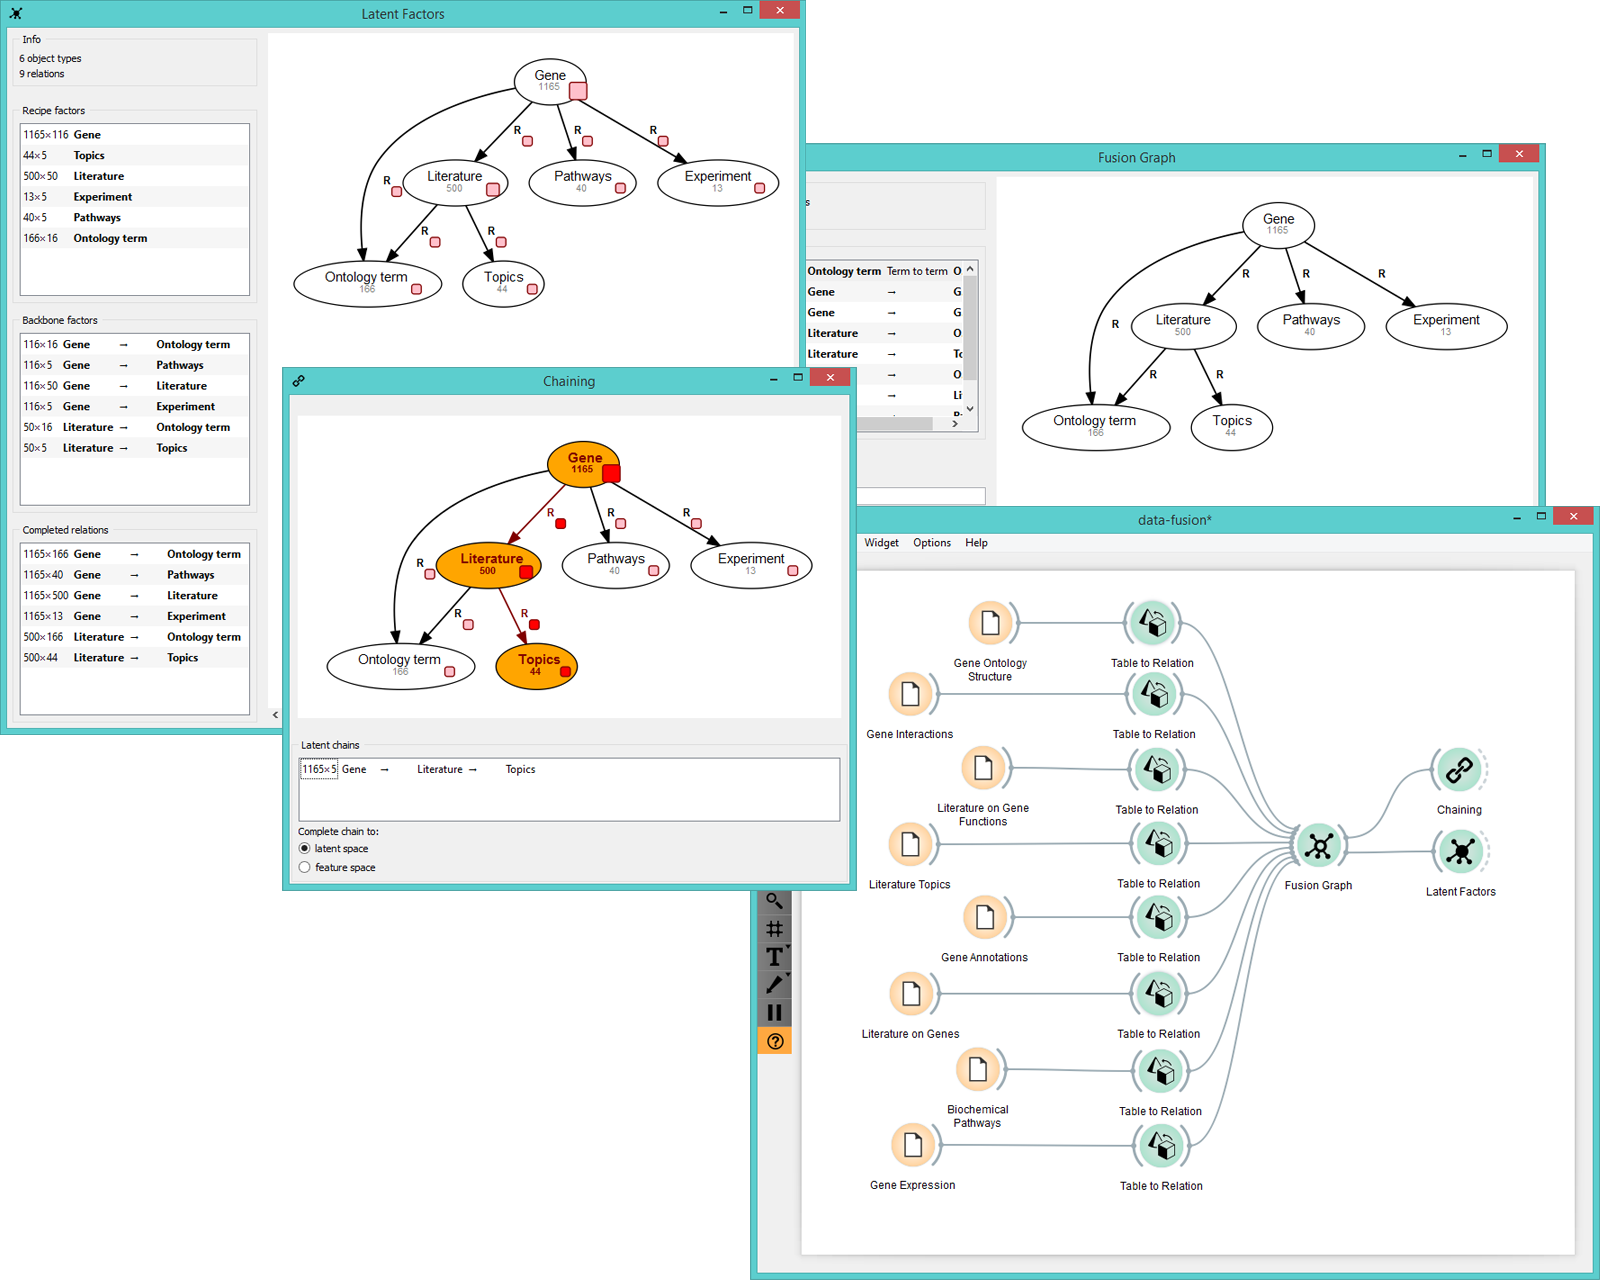 Latent Factors
Info
6 object types
9 relations
Recipe factors
1165×116 Gene
44×5 Topics
500×50 Literature
13×5 Experiment
40×5 Pathways
166×16 Ontology term
Backbone factors
116×16 Gene → Ontology term
116×5 Gene → Pathways
116×50 Gene → Literature
116×5 Gene → Experiment
50×16 Literature → Ontology term
50×5 Literature → Topics
Completed relations
1165×166 Gene → Ontology term
1165×40 Gene → Pathways
1165×500 Gene → Literature
1165×13 Gene → Experiment
500×166 Literature → Ontology term
500×44 Literature → Topics
Gene
1165
R R R
R
Literature
500
Pathways
40
Experiment
13
R R
Ontology term
166
Topics
44
Fusion Graph
s
Ontology term Term to term O
Gene → G
Gene → G
Literature → O
Literature → To
→ O
→ Li
Gene
1165
R R R
R
Literature
500
Pathways
40
Experiment
13
R R
Ontology term
166
Topics
44
Chaining
Gene
1165
R R R
R
Literature
500
Pathways
40
Experiment
13
R R
Ontology term
166
Topics
44
Latent chains
1165×5 Gene → Literature → Topics
Complete chain to:
latent space
feature space
data-fusion*
Widget Options Help
Gene Ontology
Structure
Table to Relation
Gene Interactions
Table to Relation
Literature on Gene
Functions
Table to Relation
Literature Topics
Table to Relation
Gene Annotations
Table to Relation
Literature on Genes
Table to Relation
Biochemical
Pathways
Table to Relation
Gene Expression
Table to Relation
Fusion Graph
Chaining
Latent Factors